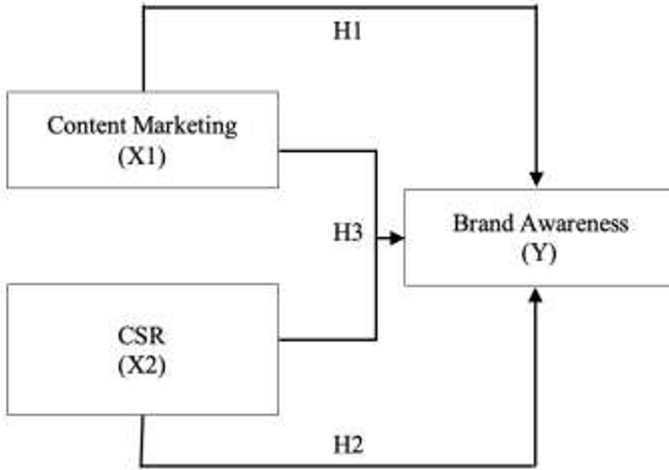 H1
Content Marketing
(X1)
Brand Awareness
(Y)
H3
CSR
(X2)
H2